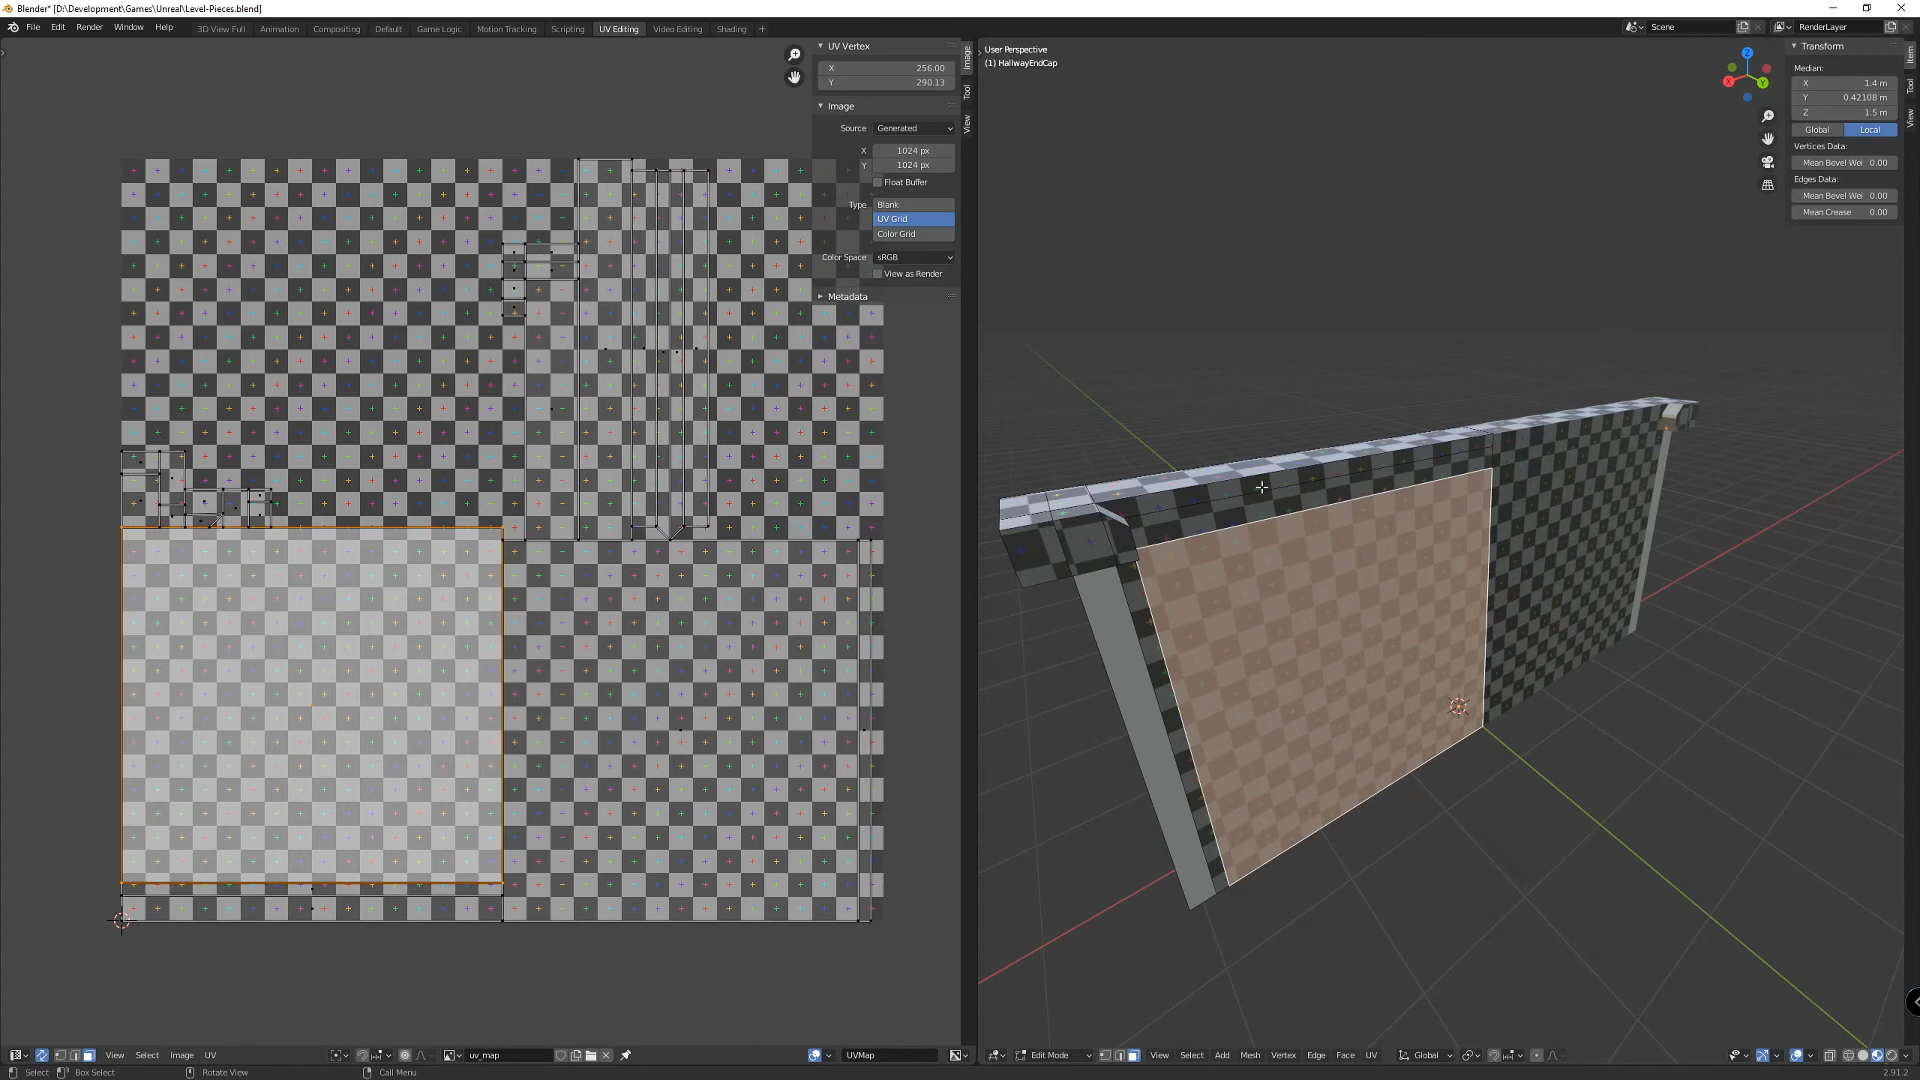 Blender* [D:\Development\Games\Unreal\Level-Pieces.blend]
File Edit Render Window Help
3D View Full Animation Compositing Default Game Logic Motion Tracking Scripting UV Editing Video Editing Shading
Scene
RenderLayer
UV Vertex
X 256.00
Y 290.13
Image
Source Generated
X 1024 px
Y 1024 px
Float Buffer
Type Blank
UV Grid
Color Grid
Color Space sRGB
View as Render
Metadata
Image
Tool
View
User Perspective
(1) HallwayEndCap
X
Y
Z
Transform
Median:
X 1.4 m
Y 0.42108 m
Z 1.5 m
Global Local
Vertices Data:
Mean Bevel Wei 0.00
Edges Data:
Mean Bevel Wei 0.00
Mean Crease 0.00
Item
Tool
View
View Select Image UV
uv_map
UVMap
Edit Mode
View Select Add Mesh Vertex Edge Face UV
Global
Select Box Select Rotate View Call Menu
2.91.2